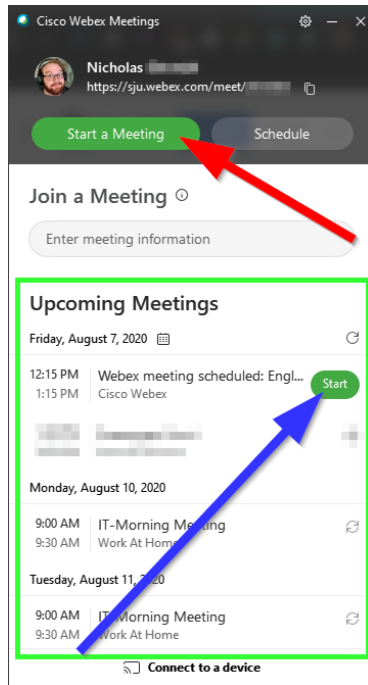 Cisco Webex Meetings
Nicholas
https://sju.webex.com/meet/
Start a Meeting Schedule
Join a Meeting
Enter meeting information
Upcoming Meetings
Friday, August 7, 2020
12:15 PM Webex meeting scheduled: Engl... Start
1:15 PM Cisco Webex
Monday, August 10, 2020
9:00 AM IT-Morning Meeting
9:30 AM Work At Home
Tuesday, August 11, 2020
9:00 AM IT-Morning Meeting
9:30 AM Work At Home
Connect to a device